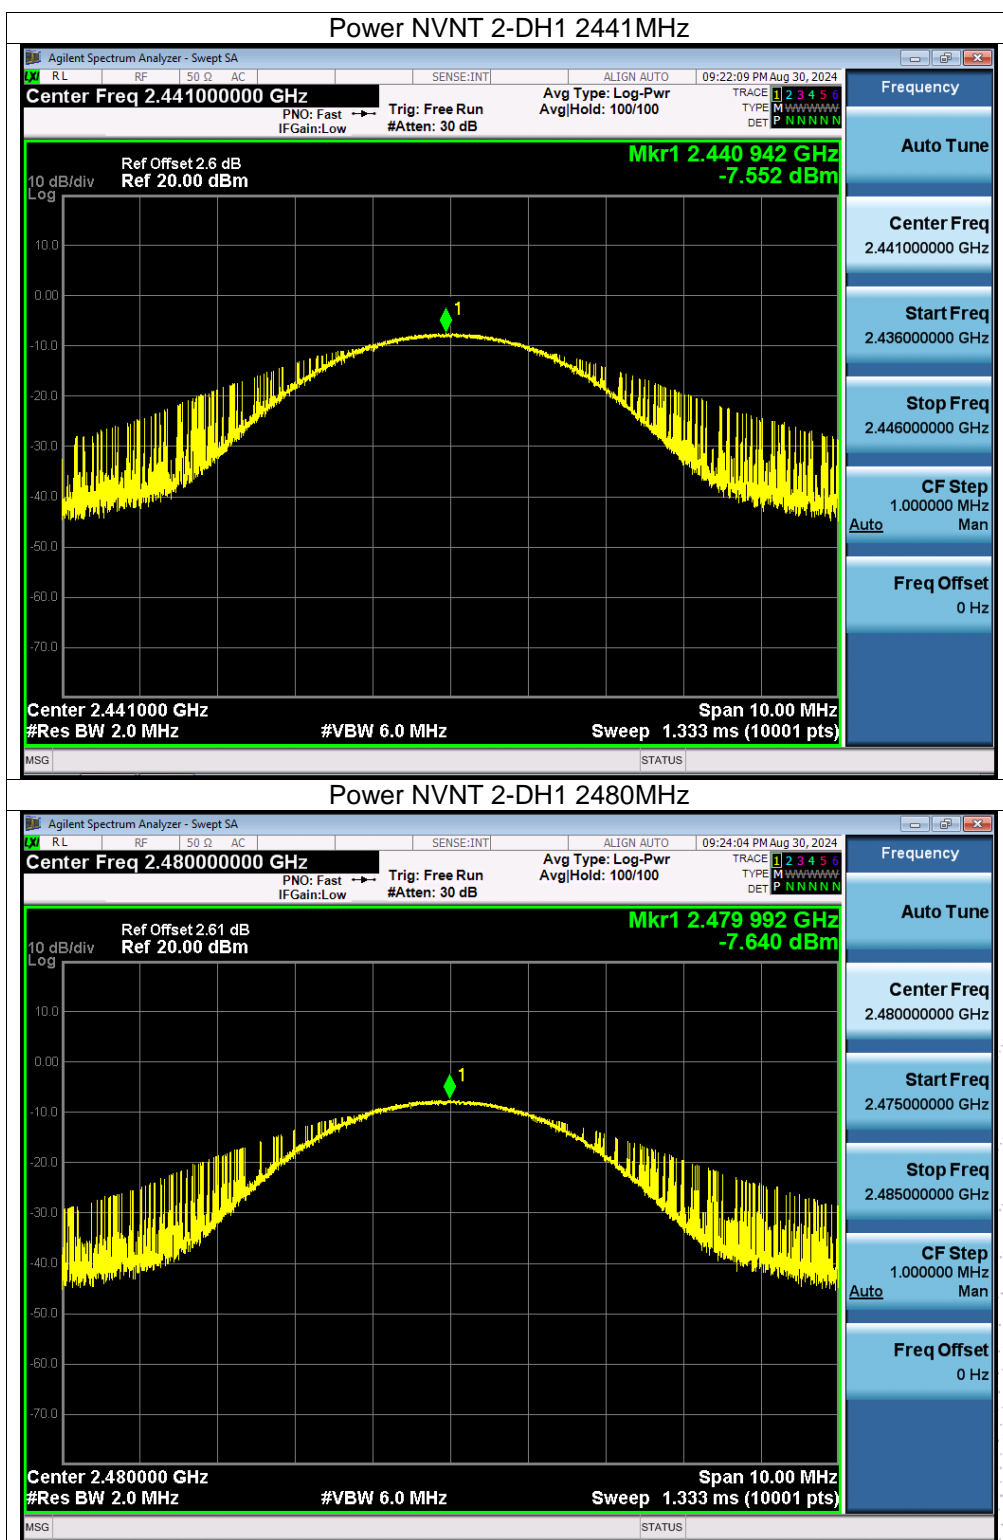 Power NVNT 2-DH1 2441MHz
Agilent Spectrum Analyzer - Swept SA
LXI RL RF 50 Ω AC SENSE:INT ALIGN AUTO 09:22:09 PM Aug 30, 2024
Center Freq 2.441000000 GHz
PNO: Fast
IFGain:Low
Trig: Free Run
#Atten: 30 dB
Avg Type: Log-Pwr
Avg|Hold: 100/100
TRACE 1 2 3 4 5 6
TYPE M WWWWW
DET P N N N N N
Mkr1 2.440 942 GHz
-7.552 dBm
Ref Offset 2.6 dB
10 dB/div Ref 20.00 dBm
Log
10.0
0.00
1
-10.0
-20.0
-30.0
-40.0
-50.0
-60.0
-70.0
Center 2.441000 GHz Span 10.00 MHz
#Res BW 2.0 MHz #VBW 6.0 MHz Sweep 1.333 ms (10001 pts)
MSG STATUS
Frequency
Auto Tune
Center Freq
2.441000000 GHz
Start Freq
2.436000000 GHz
Stop Freq
2.446000000 GHz
CF Step
1.000000 MHz
Auto Man
Freq Offset
0 Hz
Power NVNT 2-DH1 2480MHz
Agilent Spectrum Analyzer - Swept SA
LXI RL RF 50 Ω AC SENSE:INT ALIGN AUTO 09:24:04 PM Aug 30, 2024
Center Freq 2.480000000 GHz
PNO: Fast
IFGain:Low
Trig: Free Run
#Atten: 30 dB
Avg Type: Log-Pwr
Avg|Hold: 100/100
TRACE 1 2 3 4 5 6
TYPE M WWWWW
DET P N N N N N
Mkr1 2.479 992 GHz
-7.640 dBm
Ref Offset 2.61 dB
10 dB/div Ref 20.00 dBm
Log
10.0
0.00
1
-10.0
-20.0
-30.0
-40.0
-50.0
-60.0
-70.0
Center 2.480000 GHz Span 10.00 MHz
#Res BW 2.0 MHz #VBW 6.0 MHz Sweep 1.333 ms (10001 pts)
MSG STATUS
Frequency
Auto Tune
Center Freq
2.480000000 GHz
Start Freq
2.475000000 GHz
Stop Freq
2.485000000 GHz
CF Step
1.000000 MHz
Auto Man
Freq Offset
0 Hz